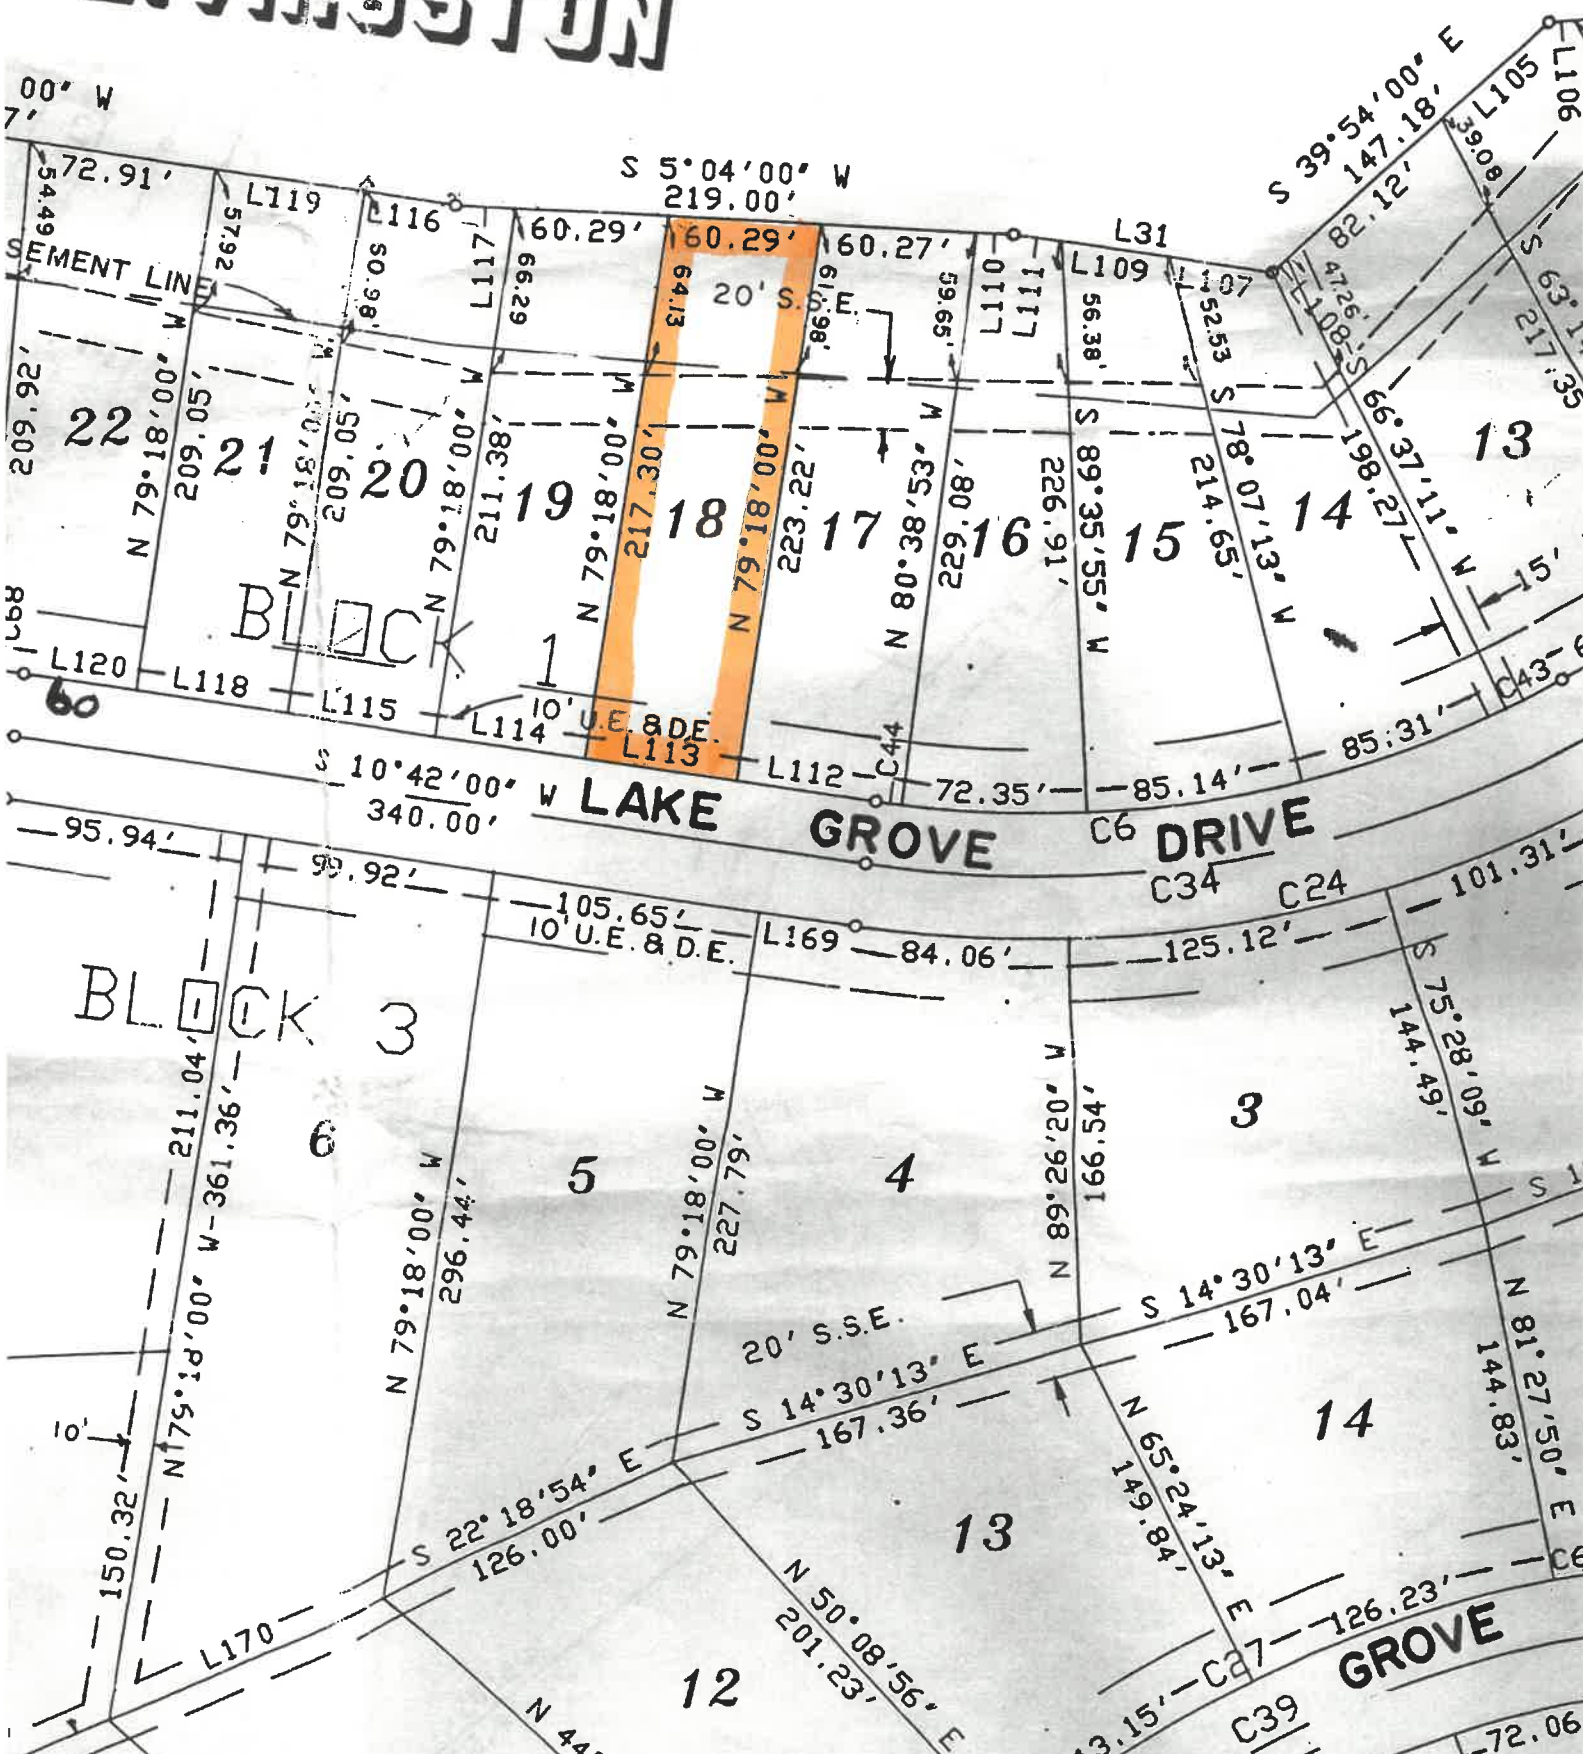 00" W
7'
72.91'
54.49
L119
57.92
S 5°04'00" W
219.00'
L116
L117
60.29'
60.29'
60.27'
50.98'
66.29
64.13
61.98'
59.65'
20' S.S.E.
L110
L111
L31
L109
L107
56.38'
52.53
S 39°54'00" E
147.18'
82.12'
L105
L106
39.08
47.26'
L108
S 63°
217.35
SEMENT LINE
209.92'
22
N 79°18'00" W
209.05'
21
209.05'
20
N 79°18'00" W
211.38'
19
N 79°18'00" W
217.30'
18
N 79°18'00" W
223.22'
17
N 80°38'53" W
229.08'
16
226.91'
S 89°35'55" W
15
S 78°07'13" W
214.65'
14
S 66°37'11" W
198.27'
13
15'
BLOCK 1
L120
60
L118
L115
L114
10' U.E. & D.E.
L113
L112
C44
72.35'
85.14'
85.31'
C43
S 10°42'00" W
340.00'
LAKE GROVE DRIVE
C6
C34
C24
95.94'
99.92'
105.65'
10' U.E. & D.E.
L169
84.06'
125.12'
101.31'
BLOCK 3
211.04'
W-361.36'
6
N 79°18'00" W
296.44'
5
N 79°18'00" W
227.79'
4
N 89°26'20" W
166.54'
3
S 75°28'09" W
144.49'
S 1
20' S.S.E.
S 14°30'13" E
167.04'
S 14°30'13" E
167.36'
10'
150.32'
S 22°18'54" E
126.00'
L170
12
N 50°08'56" E
201.23'
13
N 65°24'13" E
149.84'
14
N 81°27'50" E
144.83'
C6
126.23'
C27
GROVE
C39
13.15'
72.06
N 44°